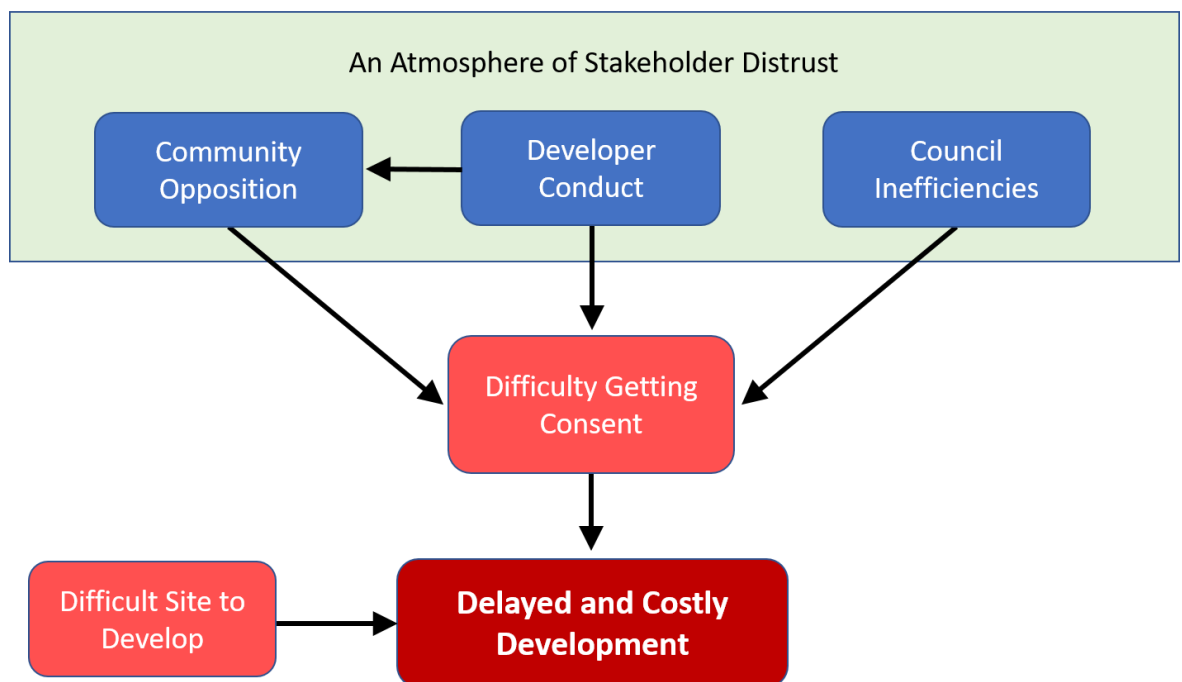 An Atmosphere of Stakeholder Distrust
Community
Opposition
Developer
Conduct
Council
Inefficiencies
Difficulty Getting
Consent
Difficult Site to
Develop
Delayed and Costly
Development